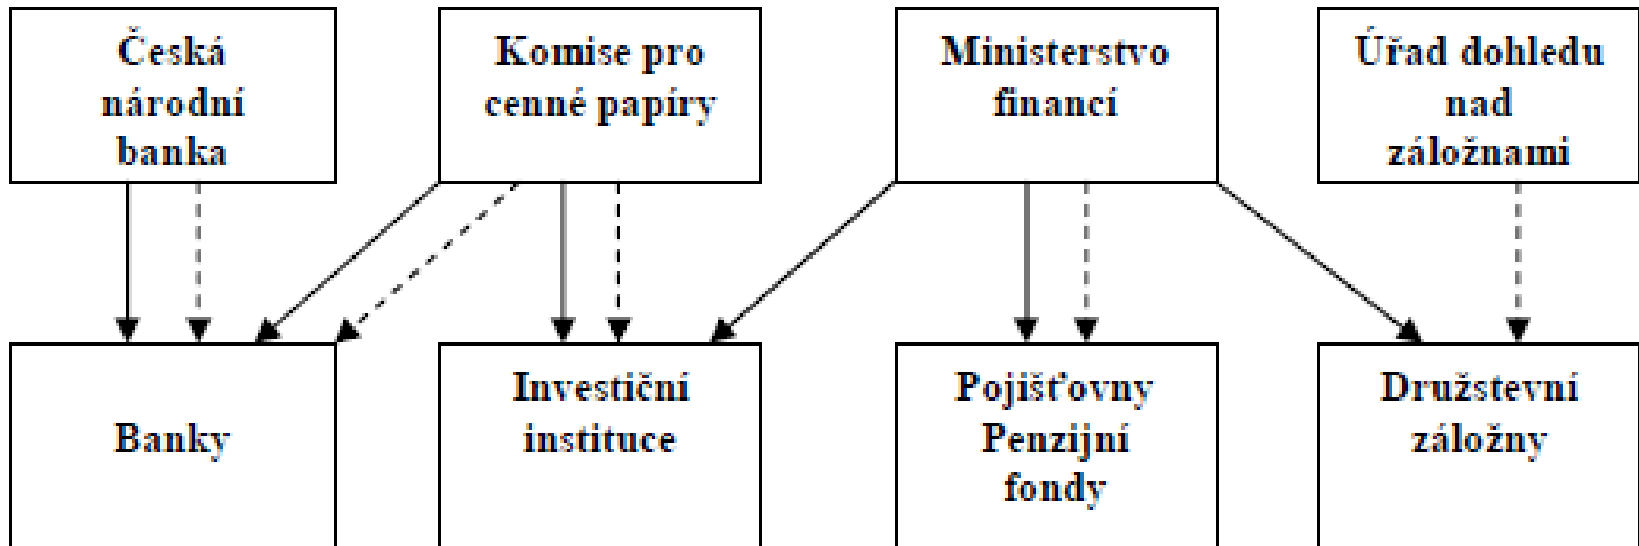 Česká
národní
banka
Komise pro
cenné papíry
Ministerstvo
financí
Úřad dohledu
nad
záložnami
Banky
Investiční
instituce
Pojišťovny
Penzijní
fondy
Družstevní
záložny